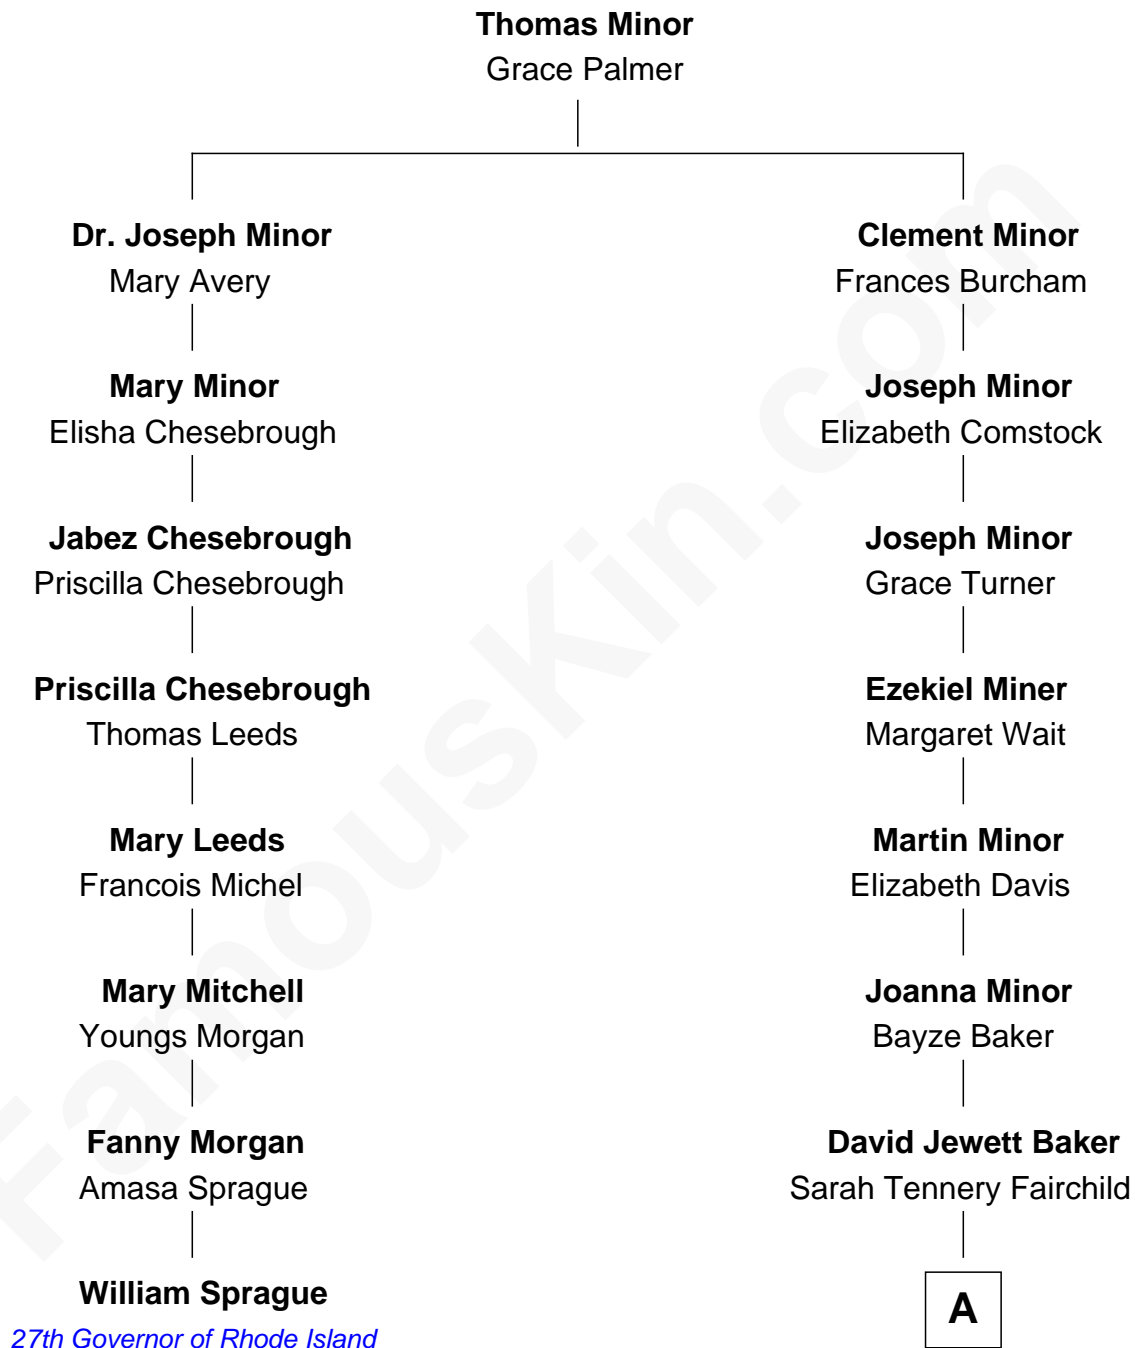 Thomas Minor
Grace Palmer
Dr. Joseph Minor
Mary Avery
Mary Minor
Elisha Chesebrough
Jabez Chesebrough
Priscilla Chesebrough
Priscilla Chesebrough
Thomas Leeds
Mary Leeds
Francois Michel
Mary Mitchell
Youngs Morgan
Fanny Morgan
Amasa Sprague
William Sprague
27th Governor of Rhode Island
Clement Minor
Frances Burcham
Joseph Minor
Elizabeth Comstock
Joseph Minor
Grace Turner
Ezekiel Miner
Margaret Wait
Martin Minor
Elizabeth Davis
Joanna Minor
Bayze Baker
David Jewett Baker
Sarah Tennery Fairchild
A
FamousKin.com